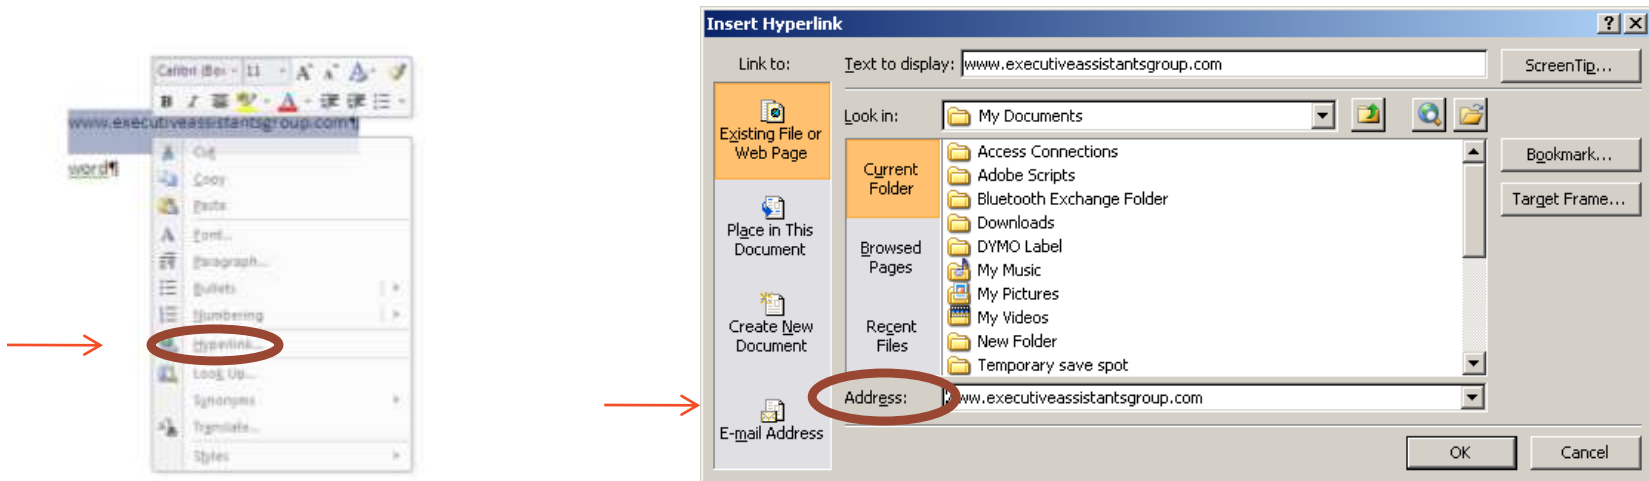 Calibri (Boc 11 A A A
B I A
www.executiveassistantsgroup.com¶
word¶
Cut
Copy
Paste
Font...
Paragraph...
Bullets
Numbering
Hyperlink...
Look Up...
Synonyms
Translate...
Styles
Insert Hyperlink
Link to:
Text to display: www.executiveassistantsgroup.com
ScreenTip...
Existing File or
Web Page
Look in: My Documents
Current
Folder
Access Connections
Adobe Scripts
Bluetooth Exchange Folder
Downloads
DYMO Label
My Music
My Pictures
My Videos
New Folder
Temporary save spot
Bookmark...
Target Frame...
Place in This
Document
Browsed
Pages
Create New
Document
Recent
Files
Address: www.executiveassistantsgroup.com
E-mail Address
OK Cancel